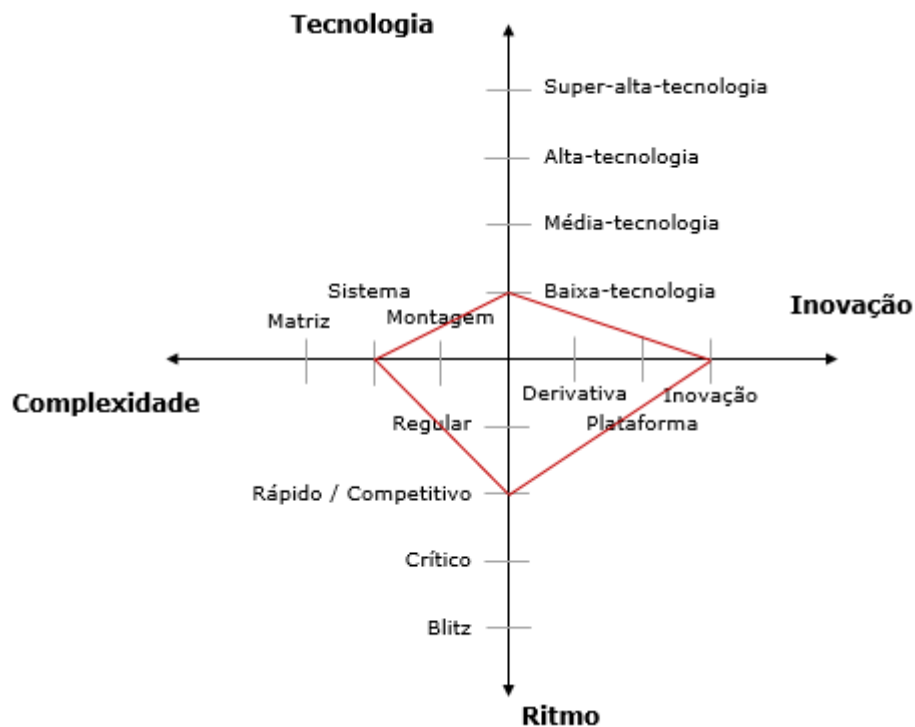 Tecnologia
Super-alta-tecnologia
Alta-tecnologia
Média-tecnologia
Sistema
Baixa-tecnologia
Inovação
Matriz
Montagem
Complexidade
Derivativa
Inovação
Regular
Plataforma
Rápido / Competitivo
Crítico
Blitz
Ritmo